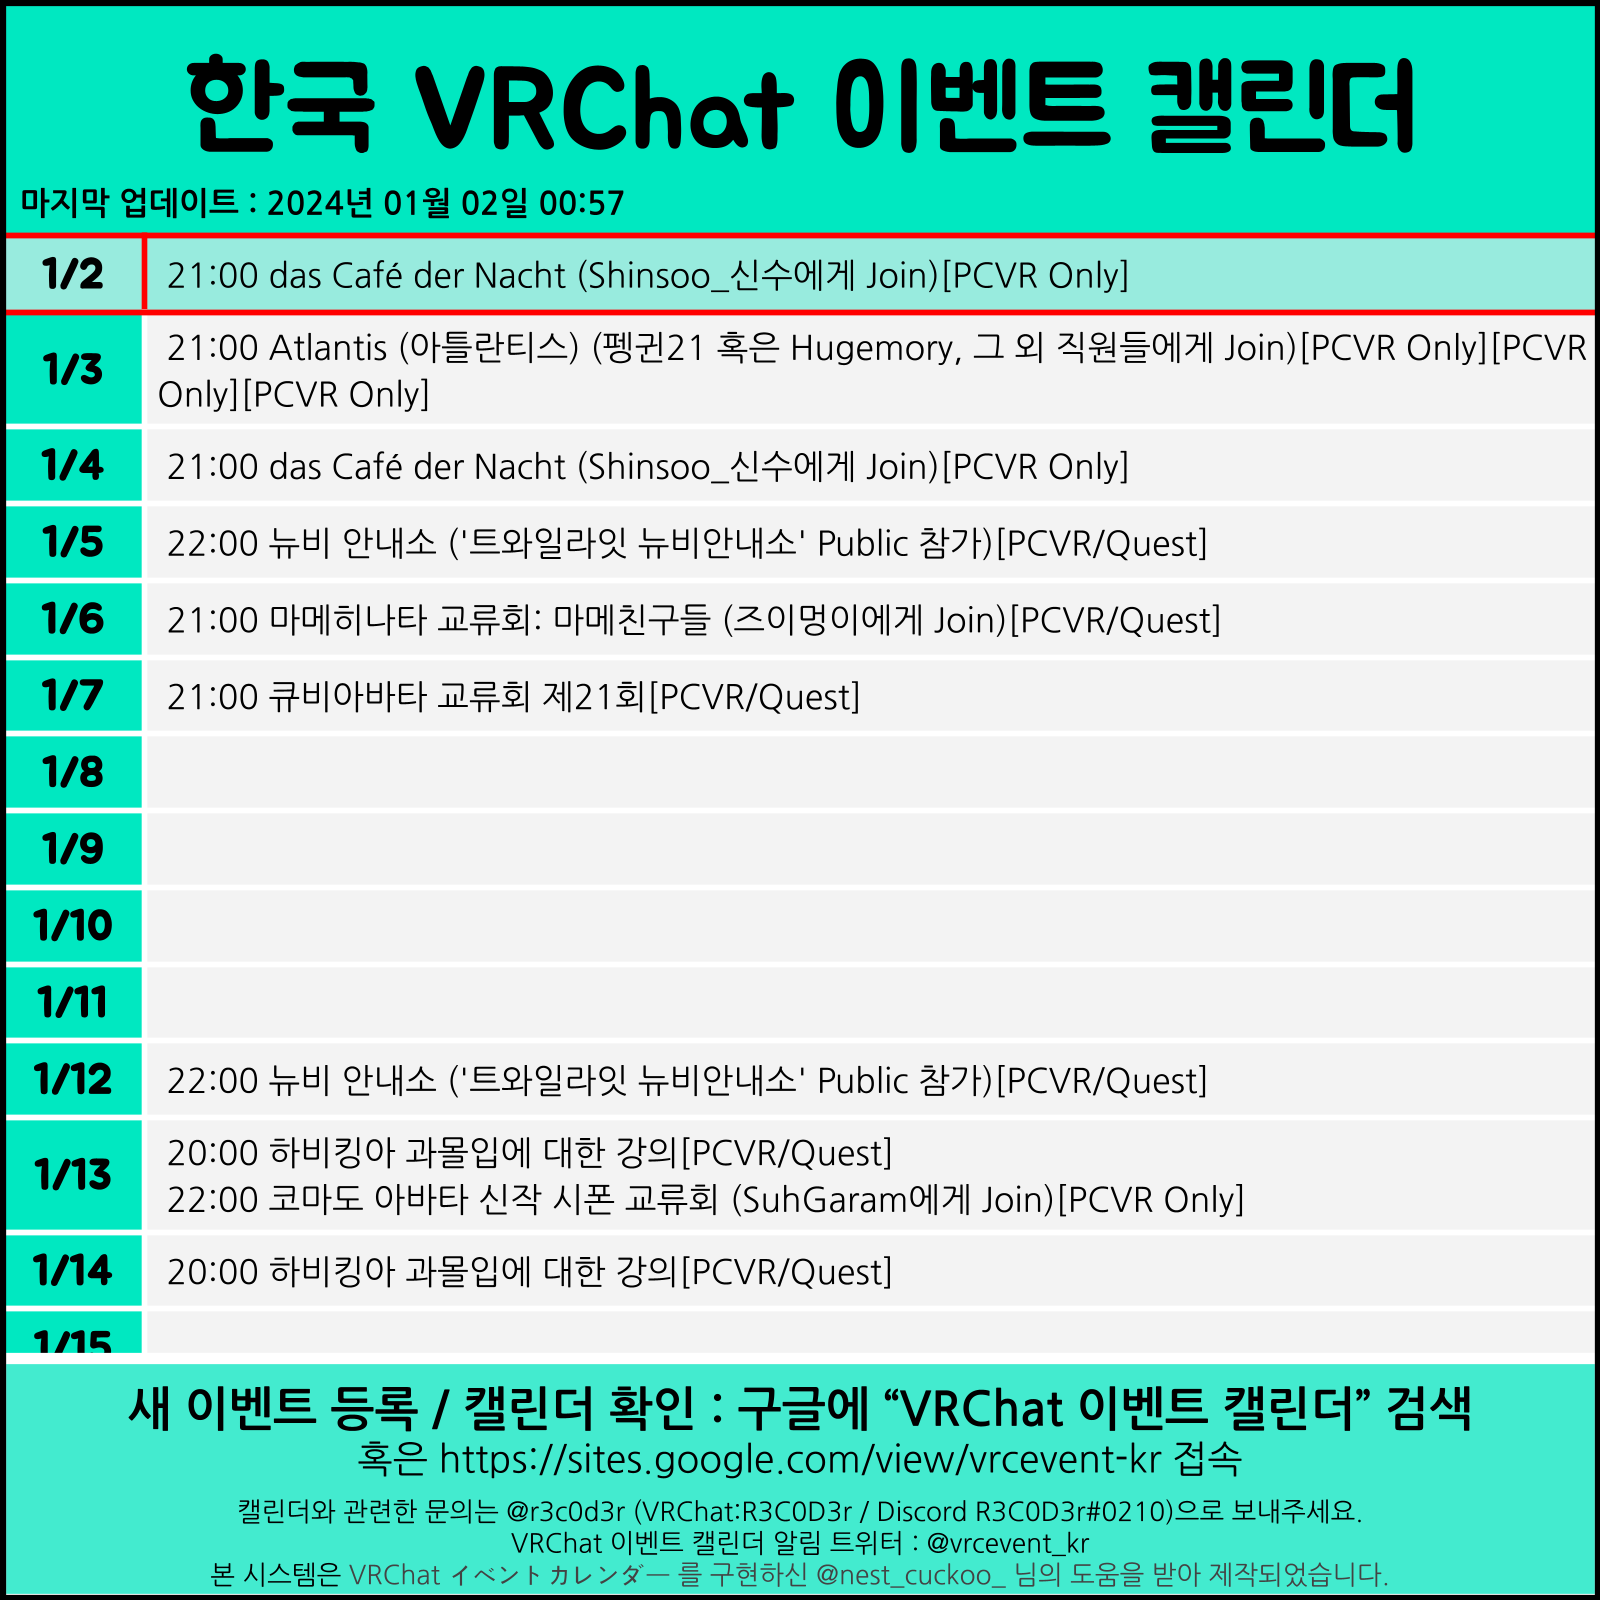 한국 VRChat 이벤트 캘린더
마지막 업데이트 : 2024년 01월 02일 00:57
1/2 21:00 das Café der Nacht (Shinsoo_신수에게 Join)[PCVR Only]
1/3 21:00 Atlantis (아틀란티스) (펭귄21 혹은 Hugemory, 그 외 직원들에게 Join)[PCVR Only][PCVR
Only][PCVR Only]
1/4 21:00 das Café der Nacht (Shinsoo_신수에게 Join)[PCVR Only]
1/5 22:00 뉴비 안내소 ('트와일라잇 뉴비안내소' Public 참가)[PCVR/Quest]
1/6 21:00 마메히나타 교류회: 마메친구들 (즈이멍이에게 Join)[PCVR/Quest]
1/7 21:00 큐비아바타 교류회 제21회[PCVR/Quest]
1/8
1/9
1/10
1/11
1/12 22:00 뉴비 안내소 ('트와일라잇 뉴비안내소' Public 참가)[PCVR/Quest]
1/13 20:00 하비킹아 과몰입에 대한 강의[PCVR/Quest]
22:00 코마도 아바타 신작 시폰 교류회 (SuhGaram에게 Join)[PCVR Only]
1/14 20:00 하비킹아 과몰입에 대한 강의[PCVR/Quest]
1/15
새 이벤트 등록 / 캘린더 확인 : 구글에 “VRChat 이벤트 캘린더” 검색
혹은 https://sites.google.com/view/vrcevent-kr 접속
캘린더와 관련한 문의는 @r3c0d3r (VRChat:R3C0D3r / Discord R3C0D3r#0210)으로 보내주세요.
VRChat 이벤트 캘린더 알림 트위터 : @vrcevent_kr
본 시스템은 VRChat イベントカレンダー 를 구현하신 @nest_cuckoo_ 님의 도움을 받아 제작되었습니다.